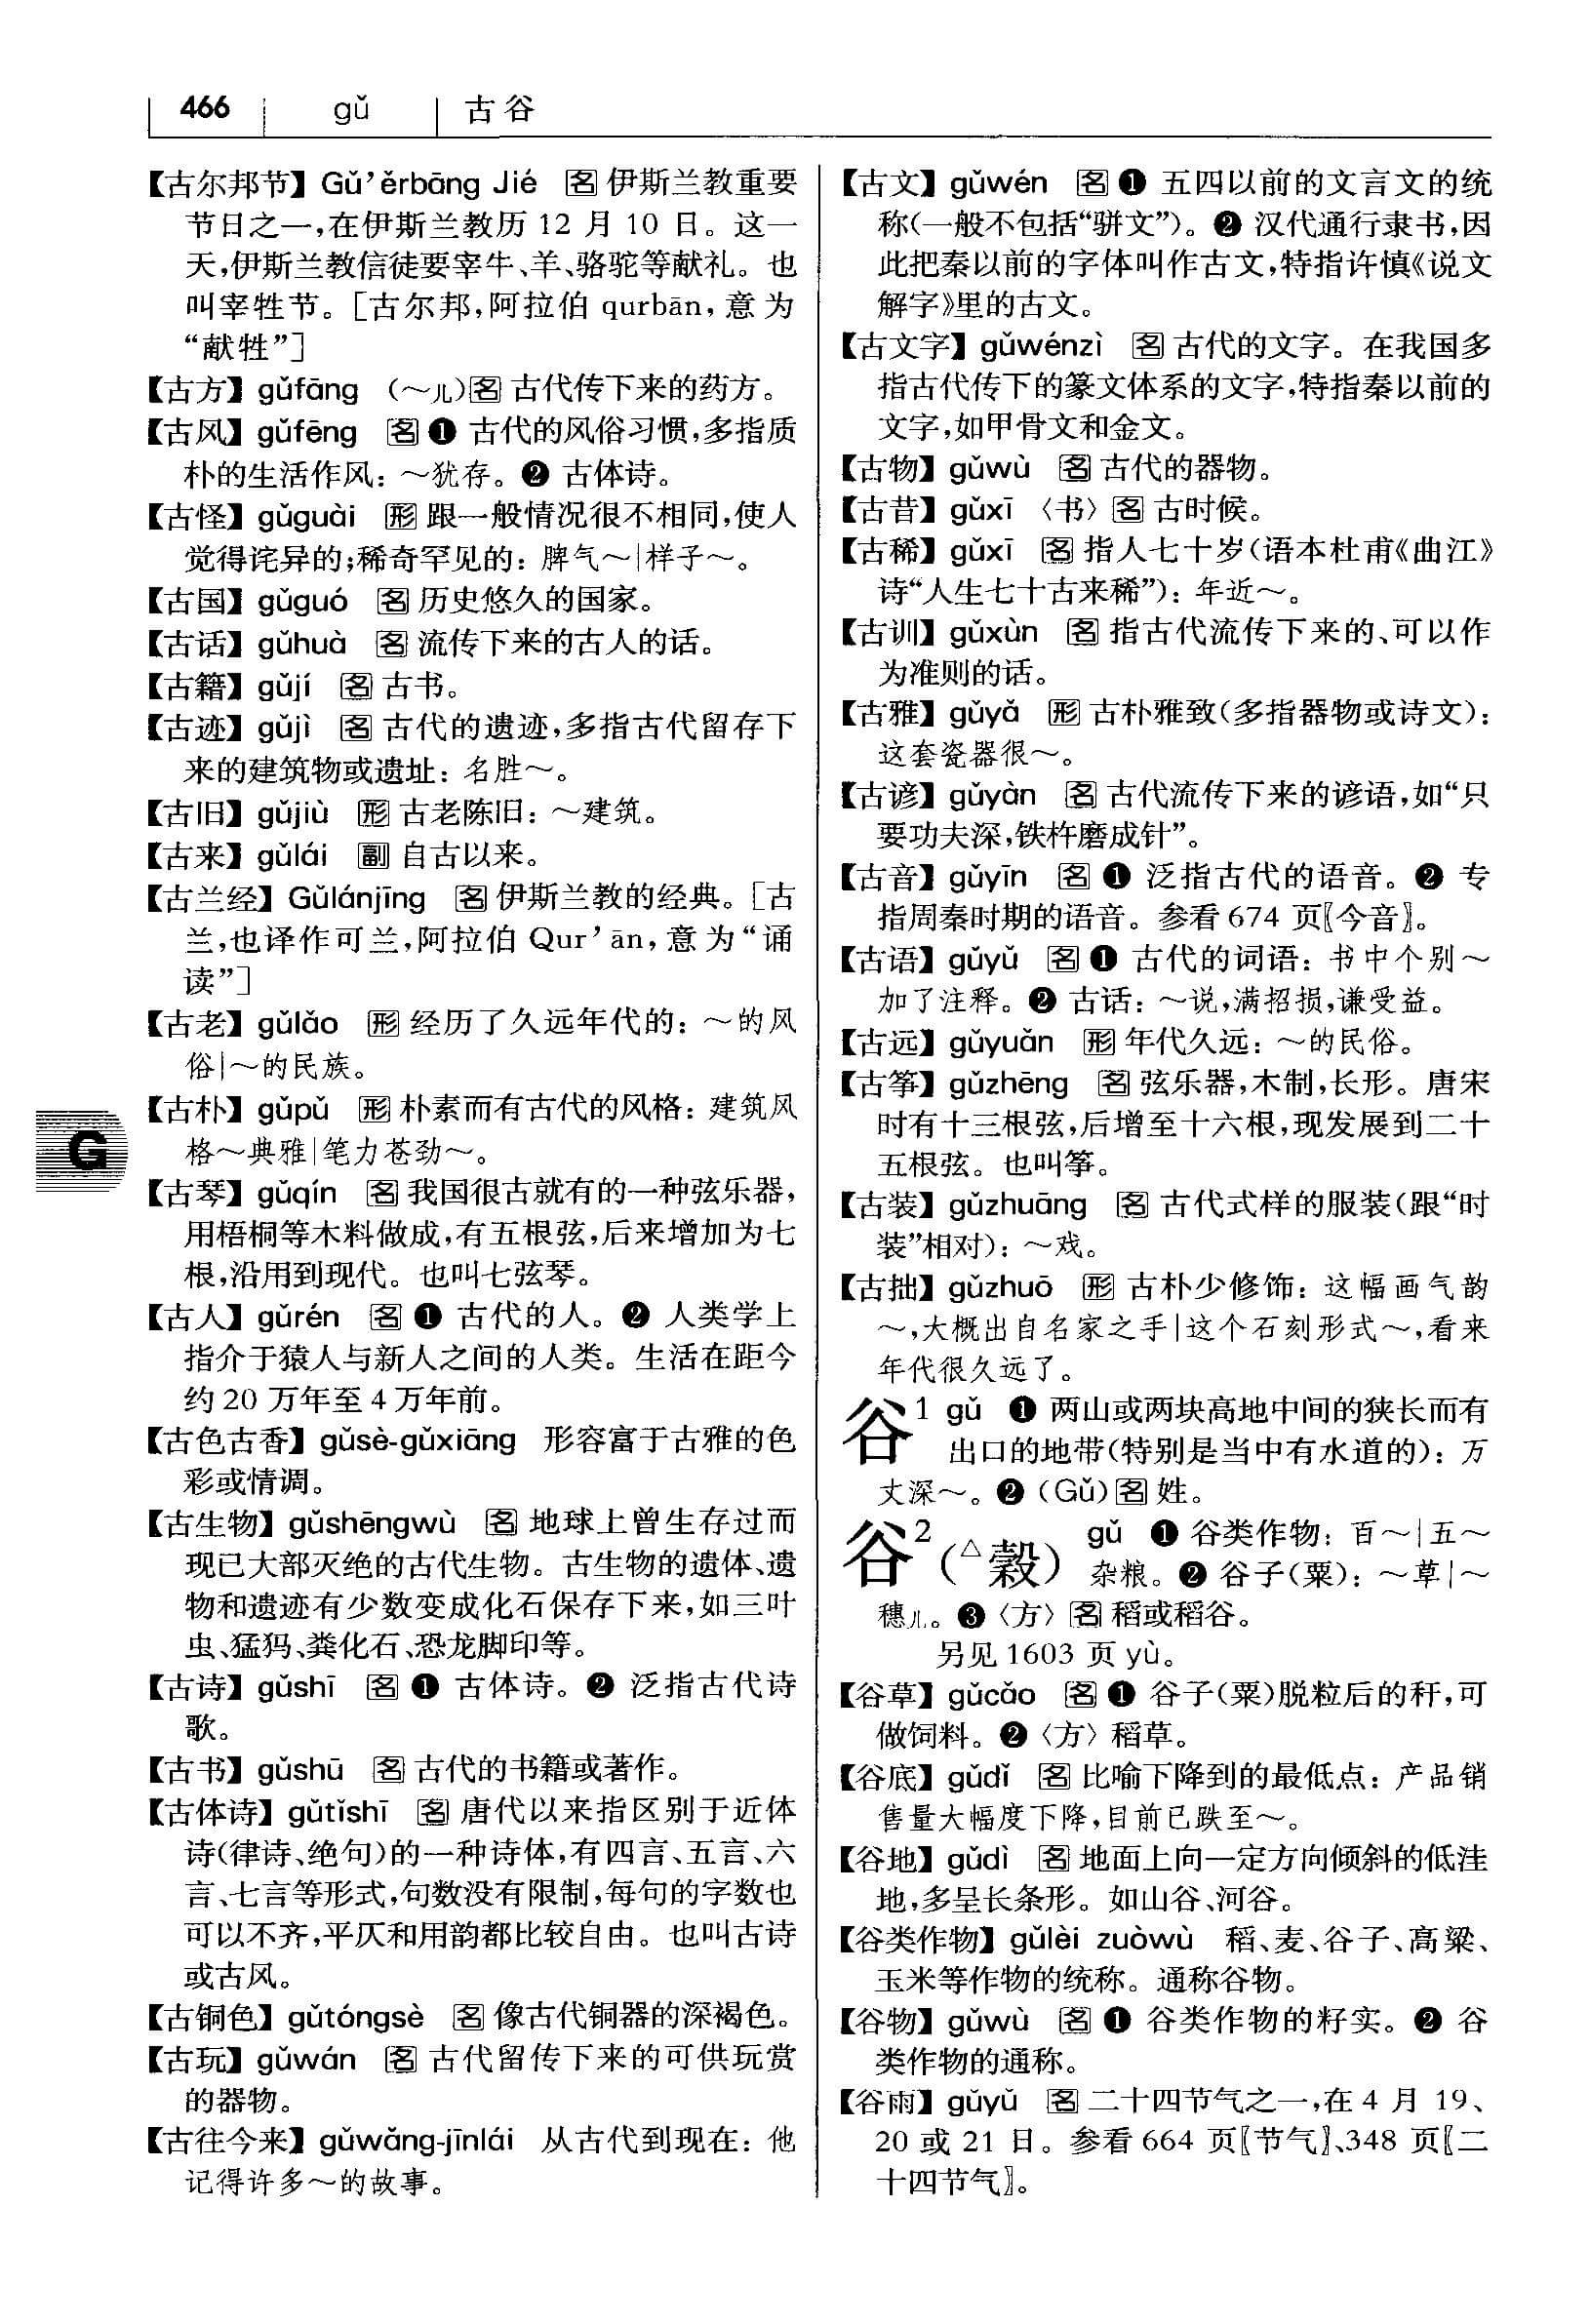 466 gǔ 古谷
【古尔邦节】Gǔ’ěrbāng Jié 名 伊斯兰教重要
节日之一,在伊斯兰教历 12 月 10 日。这一
天,伊斯兰教信徒要宰牛、羊、骆驼等献礼。也
叫宰牲节。[古尔邦,阿拉伯 qurbān,意为
“献牲”]
【古方】gǔfāng (～儿)名 古代传下来的药方。
【古风】gǔfēng 名 ❶ 古代的风俗习惯,多指质
朴的生活作风: ～犹存。❷ 古体诗。
【古怪】gǔguài 形 跟一般情况很不相同,使人
觉得诧异的;稀奇罕见的: 脾气～|样子～。
【古国】gǔguó 名 历史悠久的国家。
【古话】gǔhuà 名 流传下来的古人的话。
【古籍】gǔjí 名 古书。
【古迹】gǔjì 名 古代的遗迹,多指古代留存下
来的建筑物或遗址: 名胜～。
【古旧】gǔjiù 形 古老陈旧: ～建筑。
【古来】gǔlái 副 自古以来。
【古兰经】Gǔlánjīng 名 伊斯兰教的经典。[古
兰,也译作可兰,阿拉伯 Qur’ān,意为“诵
读”]
【古老】gǔlǎo 形 经历了久远年代的: ～的风
俗|～的民族。
【古朴】gǔpǔ 形 朴素而有古代的风格: 建筑风
格～典雅|笔力苍劲～。
【古琴】gǔqín 名 我国很古就有的一种弦乐器,
用梧桐等木料做成,有五根弦,后来增加为七
根,沿用到现代。也叫七弦琴。
【古人】gǔrén 名 ❶ 古代的人。❷ 人类学上
指介于猿人与新人之间的人类。生活在距今
约 20 万年至 4 万年前。
【古色古香】gǔsè-gǔxiāng 形容富于古雅的色
彩或情调。
【古生物】gǔshēngwù 名 地球上曾生存过而
现已大部灭绝的古代生物。古生物的遗体、遗
物和遗迹有少数变成化石保存下来,如三叶
虫、猛犸、粪化石、恐龙脚印等。
【古诗】gǔshī 名 ❶ 古体诗。❷ 泛指古代诗
歌。
【古书】gǔshū 名 古代的书籍或著作。
【古体诗】gǔtǐshī 名 唐代以来指区别于近体
诗(律诗、绝句)的一种诗体,有四言、五言、六
言、七言等形式,句数没有限制,每句的字数也
可以不齐,平仄和用韵都比较自由。也叫古诗
或古风。
【古铜色】gǔtóngsè 名 像古代铜器的深褐色。
【古玩】gǔwán 名 古代留传下来的可供玩赏
的器物。
【古往今来】gǔwǎng-jīnlái 从古代到现在: 他
记得许多～的故事。
G
【古文】gǔwén 名 ❶ 五四以前的文言文的统
称(一般不包括“骈文”)。❷ 汉代通行隶书,因
此把秦以前的字体叫作古文,特指许慎《说文
解字》里的古文。
【古文字】gǔwénzì 名 古代的文字。在我国多
指古代传下的篆文体系的文字,特指秦以前的
文字,如甲骨文和金文。
【古物】gǔwù 名 古代的器物。
【古昔】gǔxī 〈书〉名 古时候。
【古稀】gǔxī 名 指人七十岁(语本杜甫《曲江》
诗“人生七十古来稀”): 年近～。
【古训】gǔxùn 名 指古代流传下来的、可以作
为准则的话。
【古雅】gǔyǎ 形 古朴雅致(多指器物或诗文):
这套瓷器很～。
【古谚】gǔyàn 名 古代流传下来的谚语,如“只
要功夫深,铁杵磨成针”。
【古音】gǔyīn 名 ❶ 泛指古代的语音。❷ 专
指周秦时期的语音。参看 674 页〖今音〗。
【古语】gǔyǔ 名 ❶ 古代的词语: 书中个别～
加了注释。❷ 古话: ～说,满招损,谦受益。
【古远】gǔyuǎn 形 年代久远: ～的民俗。
【古筝】gǔzhēng 名 弦乐器,木制,长形。唐宋
时有十三根弦,后增至十六根,现发展到二十
五根弦。也叫筝。
【古装】gǔzhuāng 名 古代式样的服装(跟“时
装”相对): ～戏。
【古拙】gǔzhuō 形 古朴少修饰: 这幅画气韵
～,大概出自名家之手|这个石刻形式～,看来
年代很久远了。
谷1 gǔ ❶ 两山或两块高地中间的狭长而有
出口的地带(特别是当中有水道的): 万
丈深～。❷ (Gǔ)名 姓。
谷2(△穀) gǔ ❶ 谷类作物: 百～|五～
杂粮。❷ 谷子(粟): ～草|～
穗儿。❸〈方〉名 稻或稻谷。
另见 1603 页 yù。
【谷草】gǔcǎo 名 ❶ 谷子(粟)脱粒后的秆,可
做饲料。❷〈方〉稻草。
【谷底】gǔdǐ 名 比喻下降到的最低点: 产品销
售量大幅度下降,目前已跌至～。
【谷地】gǔdì 名 地面上向一定方向倾斜的低洼
地,多呈长条形。如山谷、河谷。
【谷类作物】gǔlèi zuòwù 稻、麦、谷子、高粱、
玉米等作物的统称。通称谷物。
【谷物】gǔwù 名 ❶ 谷类作物的籽实。❷ 谷
类作物的通称。
【谷雨】gǔyǔ 名 二十四节气之一,在 4 月 19、
20 或 21 日。参看 664 页〖节气〗、348 页〖二
十四节气〗。